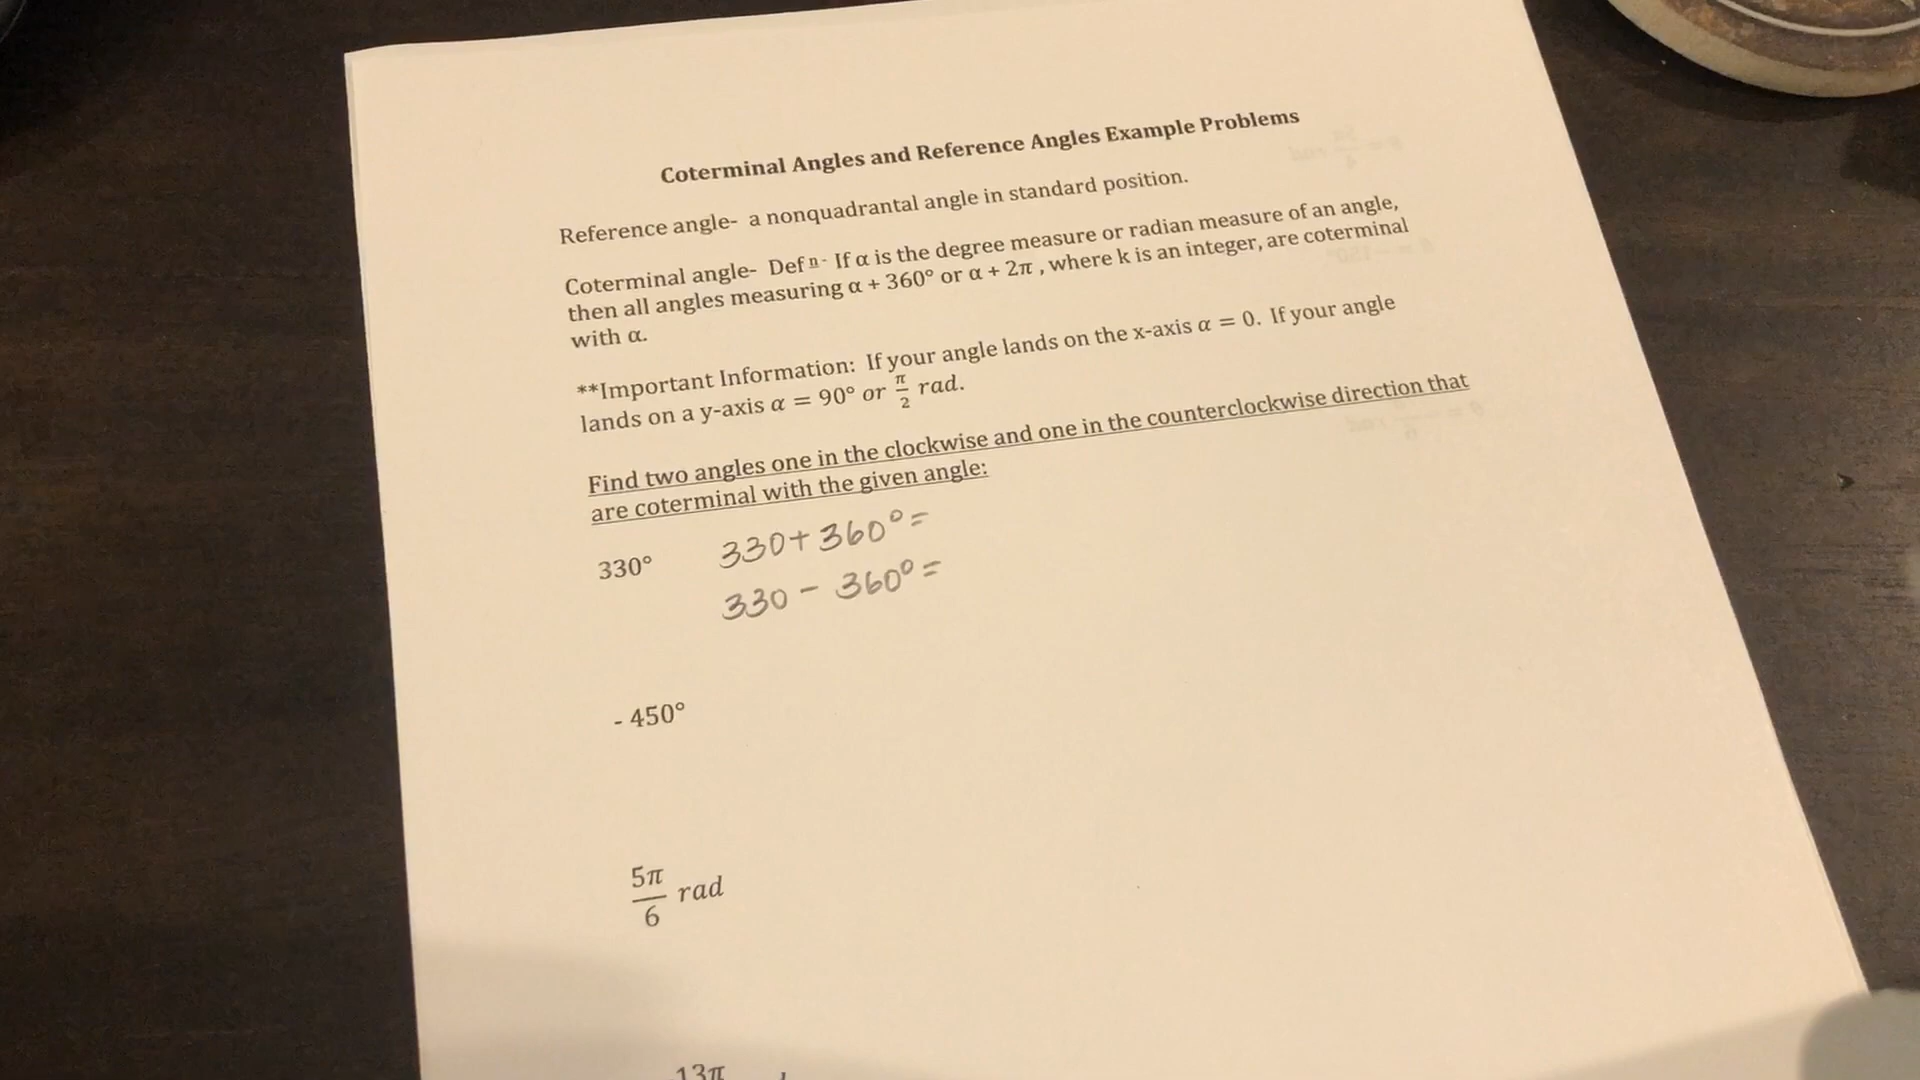 Coterminal Angles and Reference Angles Example Problems
Reference angle- a nonquadrantal angle in standard position.
Coterminal angle- Def n - If α is the degree measure or radian measure of an angle,
then all angles measuring α + 360° or α + 2π , where k is an integer, are coterminal
with α.
**Important Information: If your angle lands on the x-axis α = 0. If your angle
lands on a y-axis α = 90° or π/2 rad.
Find two angles one in the clockwise and one in the counterclockwise direction that
are coterminal with the given angle:
330° 330+360°=
330 - 360°=
- 450°
5π/6 rad
13π